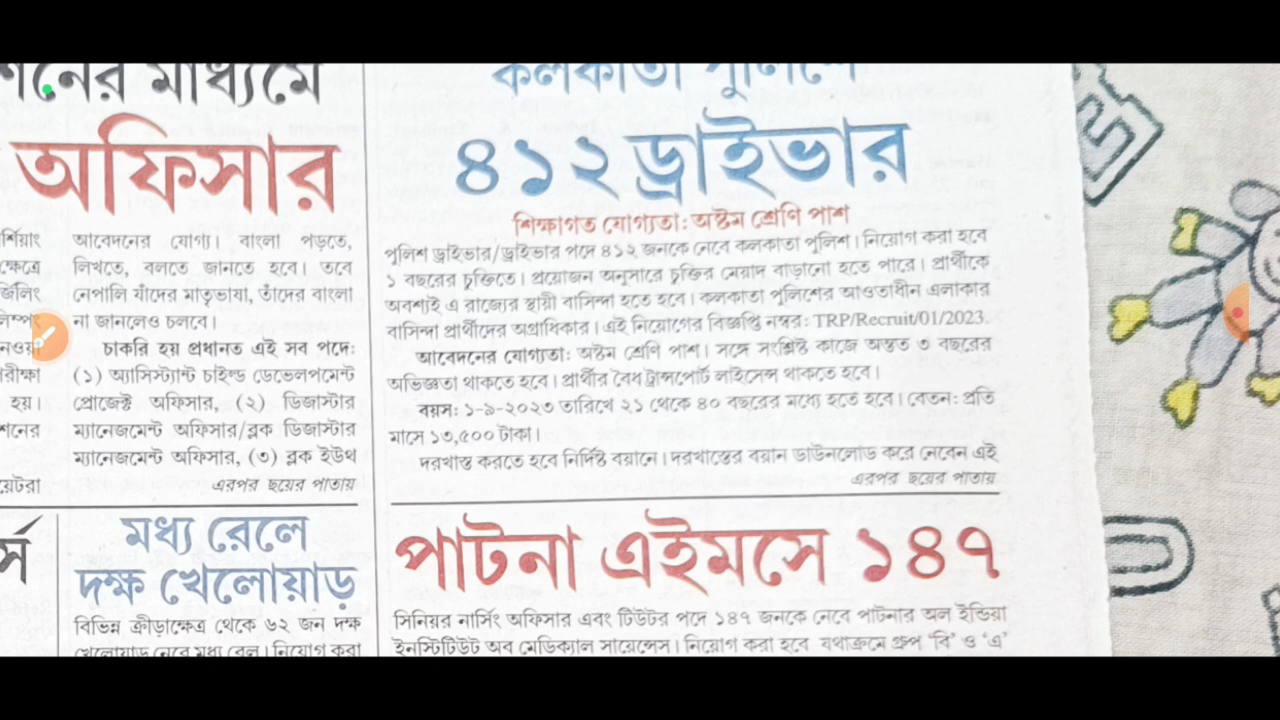 নের মাধ্যমে
অফিসার
আবেদনের যোগ্য। বাংলা পড়তে,
লিখতে, বলতে জানতে হবে। তবে
নেপালি যাঁদের মাতৃভাষা, তাঁদের বাংলা
না জানলেও চলবে।
চাকরি হয় প্রধানত এই সব পদে:
(১) অ্যাসিস্ট্যান্ট চাইল্ড ডেভেলপমেন্ট
প্রোজেক্ট অফিসার, (২) ডিজাস্টার
ম্যানেজমেন্ট অফিসার/ব্লক ডিজাস্টার
ম্যানেজমেন্ট অফিসার, (৩) ব্লক ইউথ
এরপর ছয়ের পাতায়
ক্ষেত্রে
রীক্ষা
হয়।
কলকাতা পুলিশে
৪১২ ড্রাইভার
শিক্ষাগত যোগ্যতা: অষ্টম শ্রেণি পাশ
পুলিশ ড্রাইভার/ড্রাইভার পদে ৪১২ জনকে নেবে কলকাতা পুলিশ। নিয়োগ করা হবে
১ বছরের চুক্তিতে। প্রয়োজন অনুসারে চুক্তির মেয়াদ বাড়ানো হতে পারে। প্রার্থীকে
অবশ্যই এ রাজ্যের স্থায়ী বাসিন্দা হতে হবে। কলকাতা পুলিশের আওতাধীন এলাকার
বাসিন্দা প্রার্থীদের অগ্রাধিকার। এই নিয়োগের বিজ্ঞপ্তি নম্বর: TRP/Recruit/01/2023.
আবেদনের যোগ্যতা: অষ্টম শ্রেণি পাশ। সঙ্গে সংশ্লিষ্ট কাজে অন্তত ৩ বছরের
অভিজ্ঞতা থাকতে হবে। প্রার্থীর বৈধ ট্রান্সপোর্ট লাইসেন্স থাকতে হবে।
বয়স: ১-৯-২০২৩ তারিখে ২১ থেকে ৪০ বছরের মধ্যে হতে হবে। বেতন: প্রতি
মাসে ১৩,৫০০ টাকা।
দরখাস্ত করতে হবে নির্দিষ্ট বয়ানে। দরখাস্তের বয়ান ডাউনলোড করে নেবেন এই
এরপর ছয়ের পাতায়
মধ্য রেলে
দক্ষ খেলোয়াড়
বিভিন্ন ক্রীড়াক্ষেত্র থেকে ৬২ জন দক্ষ
খেলোয়াড় নেবে মধ্য রেল। নিয়োগ করা
পাটনা এইমসে ১৪৭
সিনিয়র নার্সিং অফিসার এবং টিউটর পদে ১৪৭ জনকে নেবে পাটনার অল ইন্ডিয়া
ইনস্টিটিউট অব মেডিক্যাল সায়েন্সেস। নিয়োগ করা হবে যথাক্রমে গ্রুপ 'বি' ও 'এ'